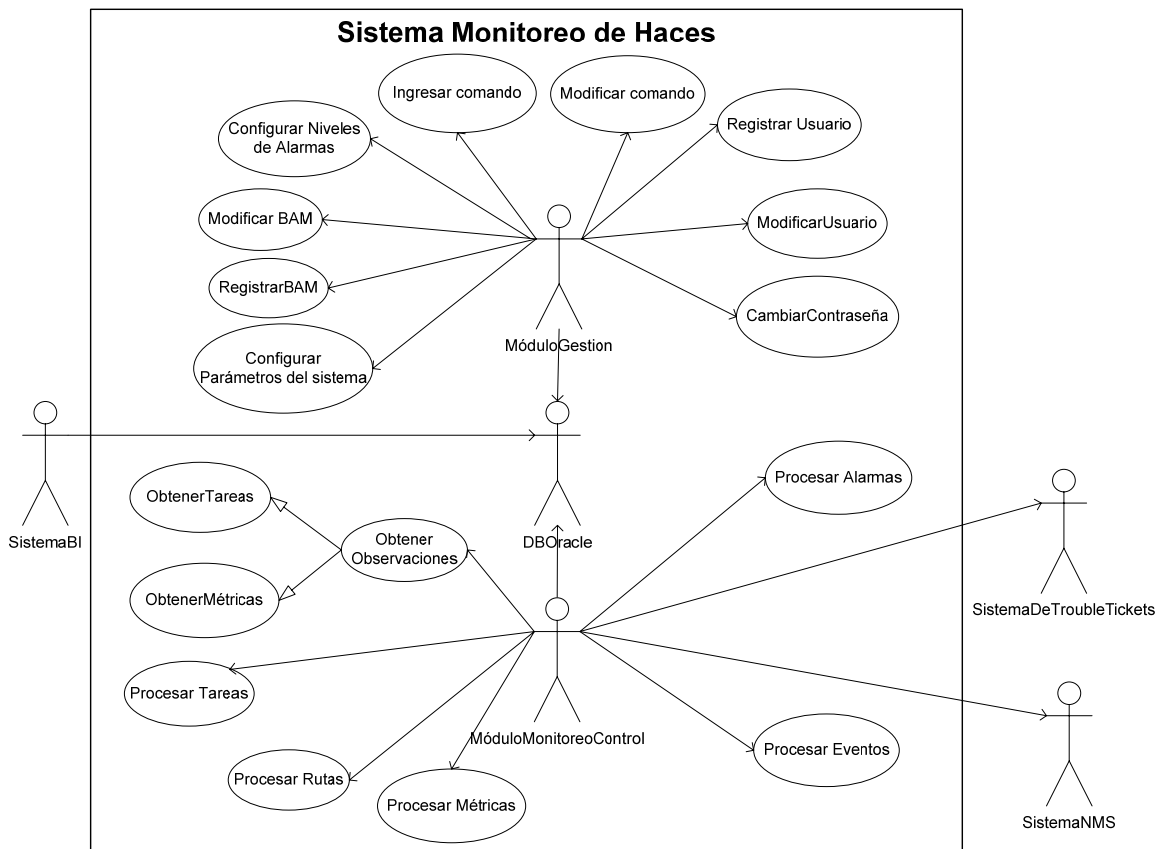 Sistema Monitoreo de Haces
Ingresar comando
Modificar comando
Configurar Niveles
de Alarmas
Registrar Usuario
Modificar BAM
ModificarUsuario
RegistrarBAM
CambiarContraseña
MóduloGestion
Configurar
Parámetros del sistema
SistemaBI
DBOracle
Procesar Alarmas
ObtenerTareas
Obtener
Observaciones
ObtenerMétricas
SistemaDeTroubleTickets
Procesar Tareas
MóduloMonitoreoControl
Procesar Eventos
Procesar Rutas
Procesar Métricas
SistemaNMS